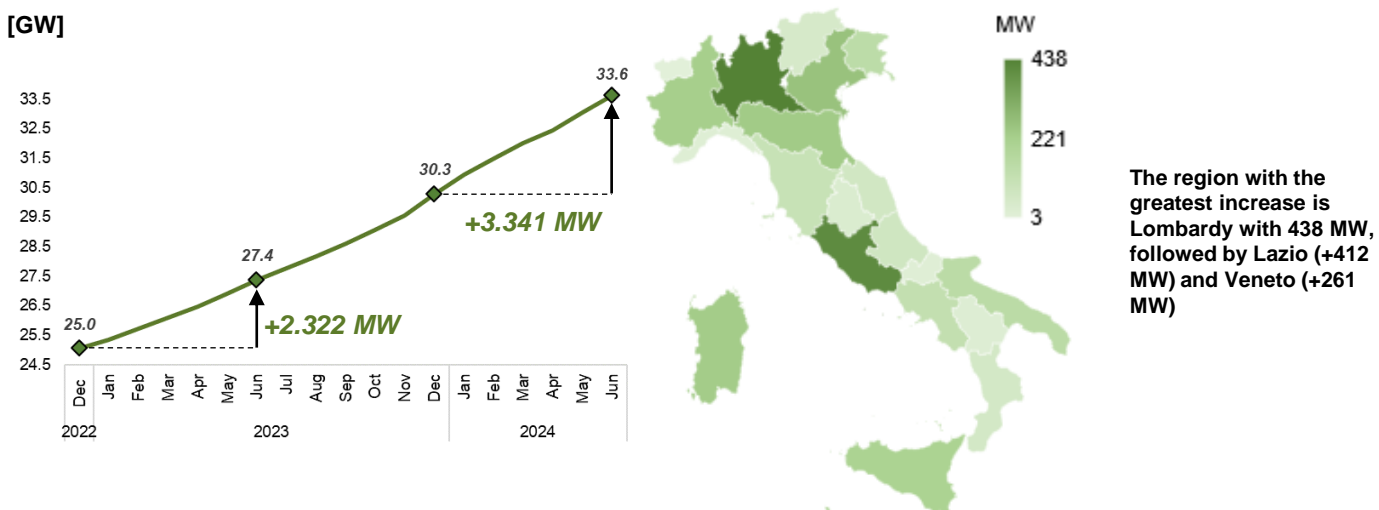 [GW]
33.5
32.5
31.5
30.5
29.5
28.5
27.5
26.5
25.5
24.5
25.0
27.4
30.3
33.6
+2.322 MW
+3.341 MW
Dec
Jan
Feb
Mar
Apr
May
Jun
Jul
Aug
Sep
Oct
Nov
Dec
Jan
Feb
Mar
Apr
May
Jun
2022
2023
2024
MW
438
221
3
The region with the
greatest increase is
Lombardy with 438 MW,
followed by Lazio (+412
MW) and Veneto (+261
MW)